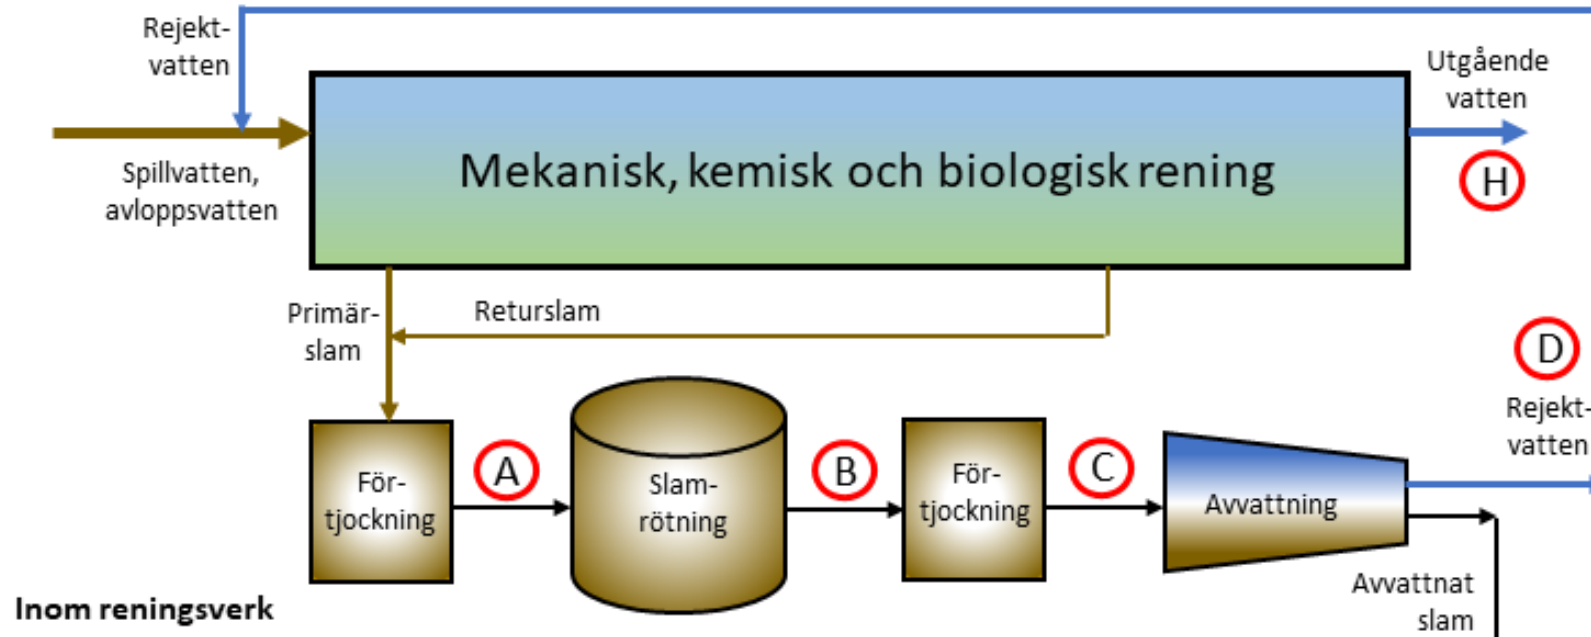 Rejekt-
vatten
Utgående
vatten
Mekanisk, kemisk och biologisk rening
H
Spillvatten,
avloppsvatten
Primär-
slam
Returslam
D
Rejekt-
vatten
För-
tjockning
A
Slam-
rötning
B
För-
tjockning
C
Avvattning
Avvattnat
slam
Inom reningsverk